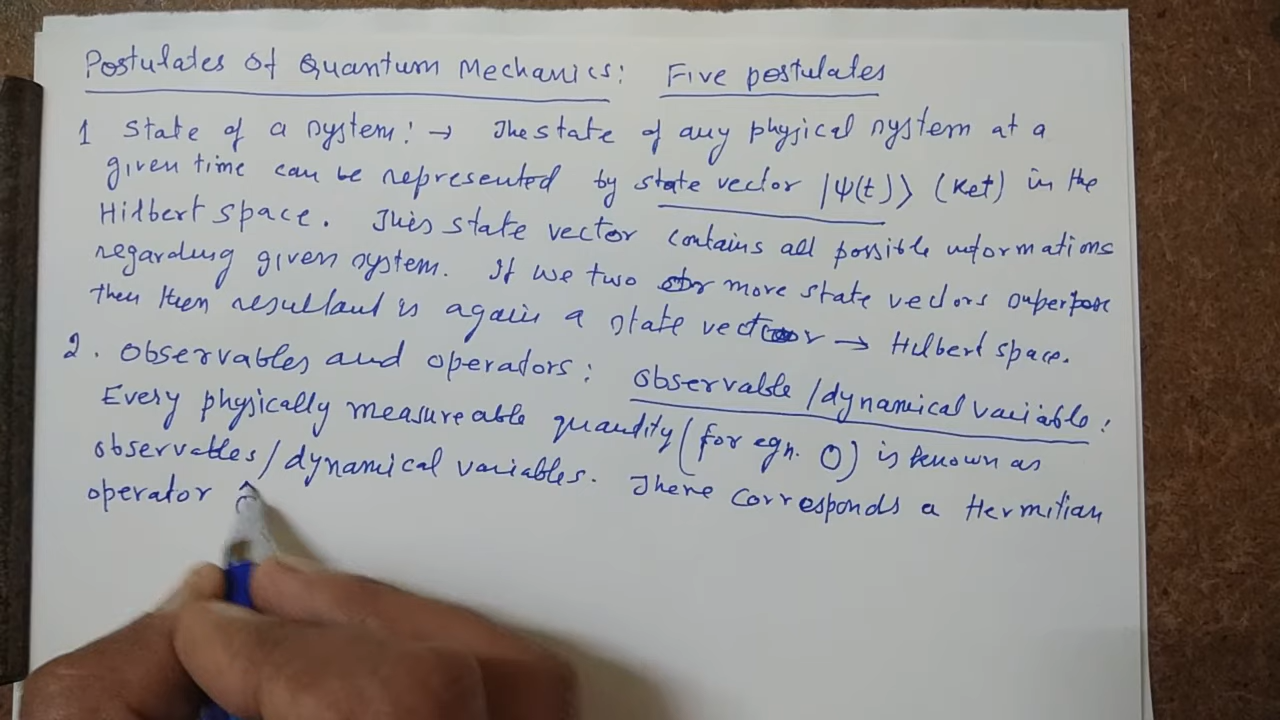 Postulates of Quantum Mechanics: Five postulates
1 State of a system: → The state of any physical system at a
given time can be represented by state vector |Ψ(t)⟩ (Ket) in the
Hilbert space. This state vector contains all possible informations
regarding given system. If we two or more state vectors superpose
then then resultant is again a state vector → Hilbert space.
2. Observables and operators: observable/dynamical variable:
Every physically measureable quantity (for egn. O) is known as
observables/dynamical variables. There corresponds a Hermitian
operator